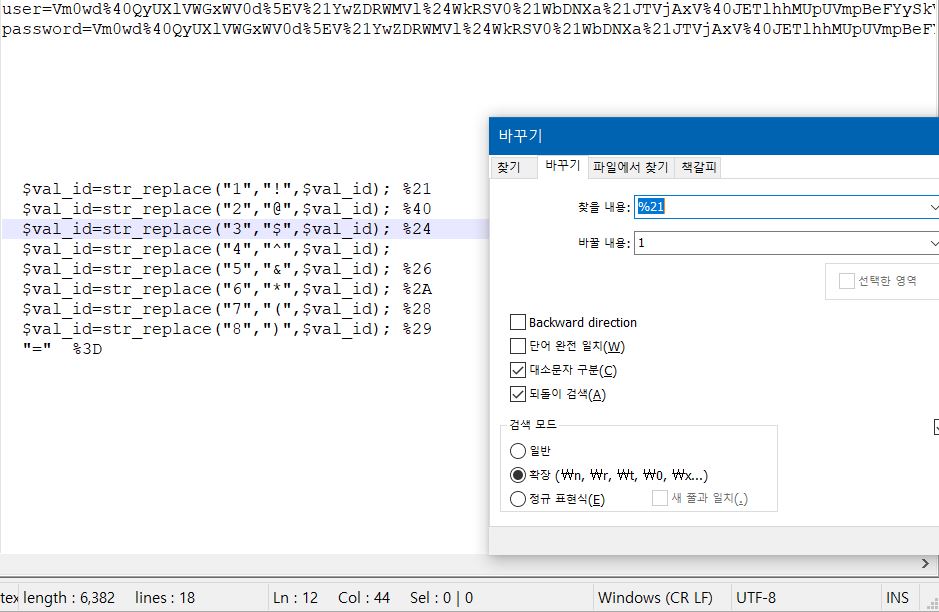 user=Vm0wd%40QyUXlVWGxWV0d%5EV%21YwZDRWMVl%24WkRSV0%21WbDNXa%21JTVjAxV%40JETlhhMUpUVmpBeFYySk
password=Vm0wd%40QyUXlVWGxWV0d%5EV%21YwZDRWMVl%24WkRSV0%21WbDNXa%21JTVjAxV%40JETlhhMUpUVmpBeF
바꾸기
찾기 바꾸기 파일에서 찾기 책갈피
$val_id=str_replace("1","!",$val_id); %21
$val_id=str_replace("2","@",$val_id); %40
$val_id=str_replace("3","$",$val_id); %24
$val_id=str_replace("4","^",$val_id);
$val_id=str_replace("5","&",$val_id); %26
$val_id=str_replace("6","*",$val_id); %2A
$val_id=str_replace("7","(",$val_id); %28
$val_id=str_replace("8",")",$val_id); %29
"=" %3D
찾을 내용: %21
바꿀 내용: 1
선택한 영역
Backward direction
단어 완전 일치(W)
대소문자 구분(C)
되돌이 검색(A)
검색 모드
일반
확장 (₩n, ₩r, ₩t, ₩0, ₩x...)
정규 표현식(E) 새 줄과 일치(.)
tex length : 6,382 lines : 18 Ln : 12 Col : 44 Sel : 0 | 0 Windows (CR LF) UTF-8 INS